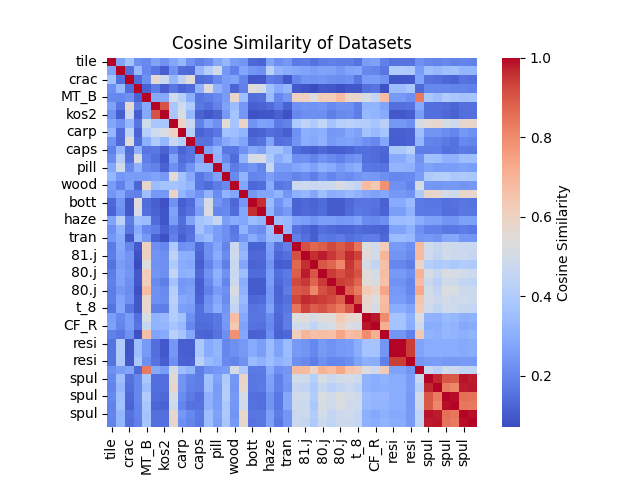 Cosine Similarity of Datasets
tile
crac
MT_B
kos2
carp
caps
pill
wood
bott
haze
tran
81.j
80.j
80.j
t_8
CF_R
resi
resi
spul
spul
spul
tile
crac
MT_B
kos2
carp
caps
pill
wood
bott
haze
tran
81.j
80.j
80.j
t_8
CF_R
resi
resi
spul
spul
spul
1.0
0.8
0.6
0.4
0.2
Cosine Similarity